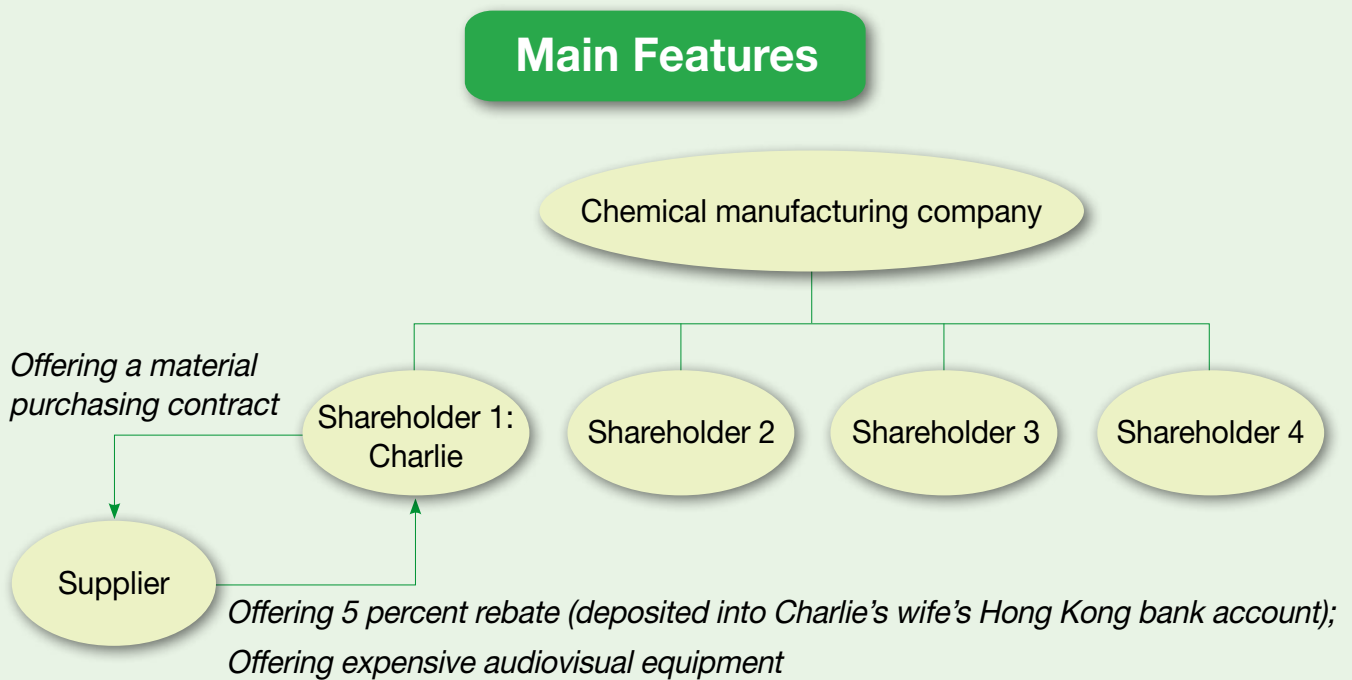 Main Features
Chemical manufacturing company
Offering a material
purchasing contract
Shareholder 1:
Charlie
Shareholder 2
Shareholder 3
Shareholder 4
Supplier
Offering 5 percent rebate (deposited into Charlie’s wife’s Hong Kong bank account);
Offering expensive audiovisual equipment